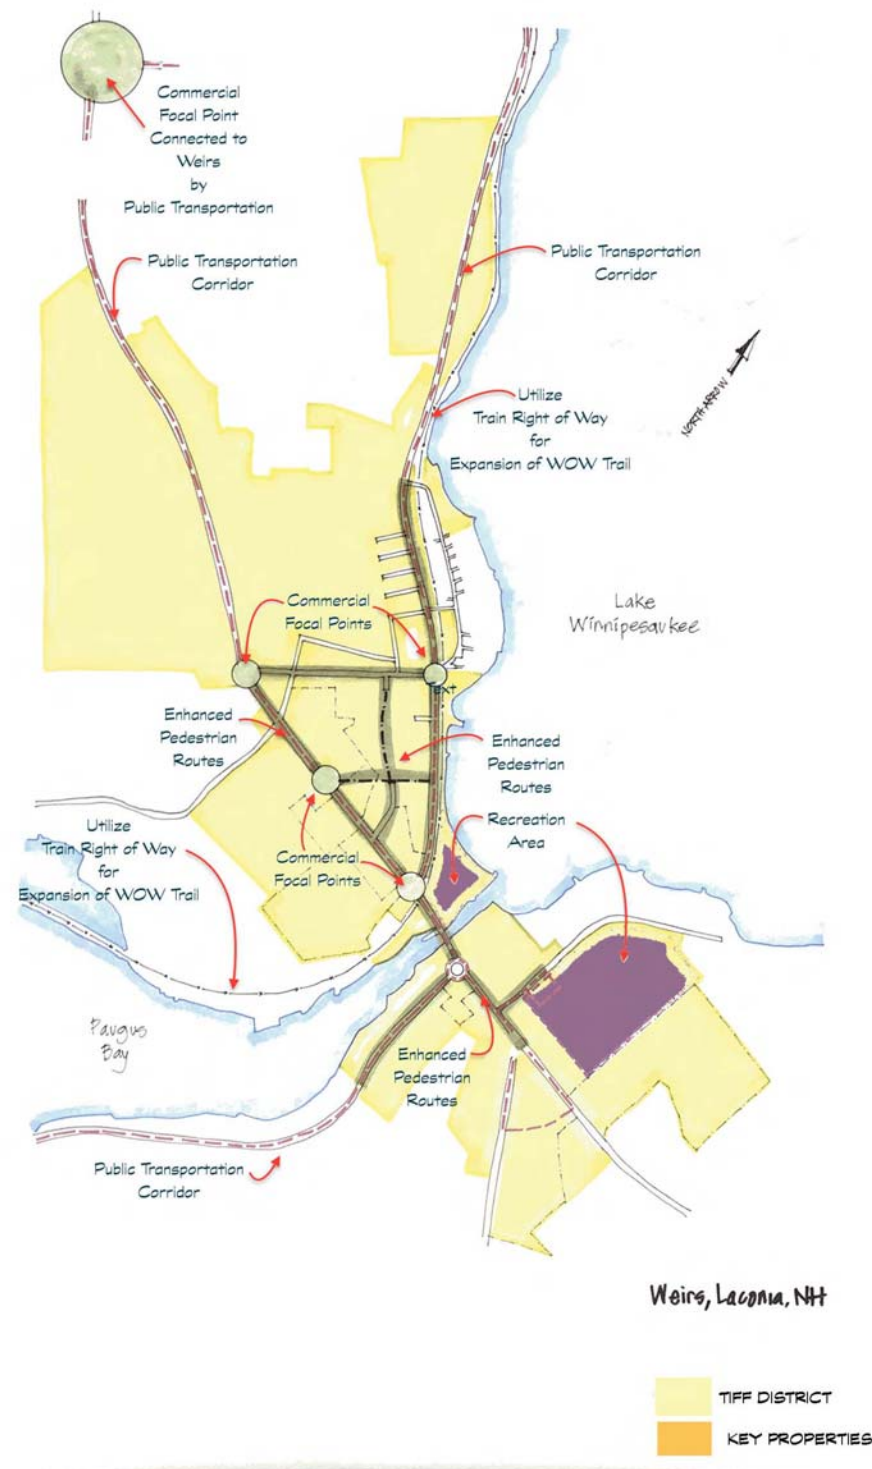 Commercial
Focal Point
Connected to
Weirs
by
Public Transportation
Public Transportation
Corridor
Public Transportation
Corridor
NORTH ARROW
Utilize
Train Right of Way
for
Expansion of WOW Trail
Commercial
Focal Points
Lake
Winnipesaukee
Text
Enhanced
Pedestrian
Routes
Enhanced
Pedestrian
Routes
Recreation
Area
Utilize
Train Right of Way
for
Expansion of WOW Trail
Commercial
Focal Points
Paugus
Bay
Enhanced
Pedestrian
Routes
Public Transportation
Corridor
Weirs, Laconia, NH
TIFF DISTRICT
KEY PROPERTIES